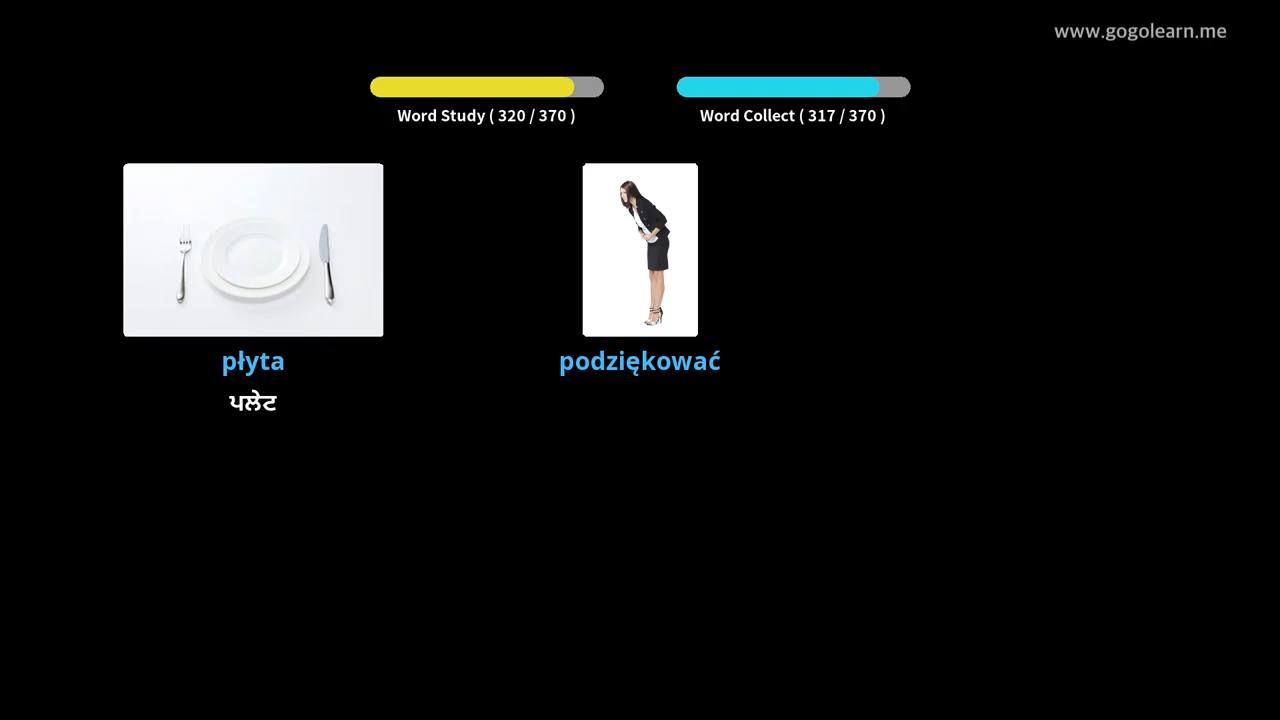 www.gogolearn.me
Word Study ( 320 / 370 )
Word Collect ( 317 / 370 )
płyta
podziękować
ਪਲੇਟ